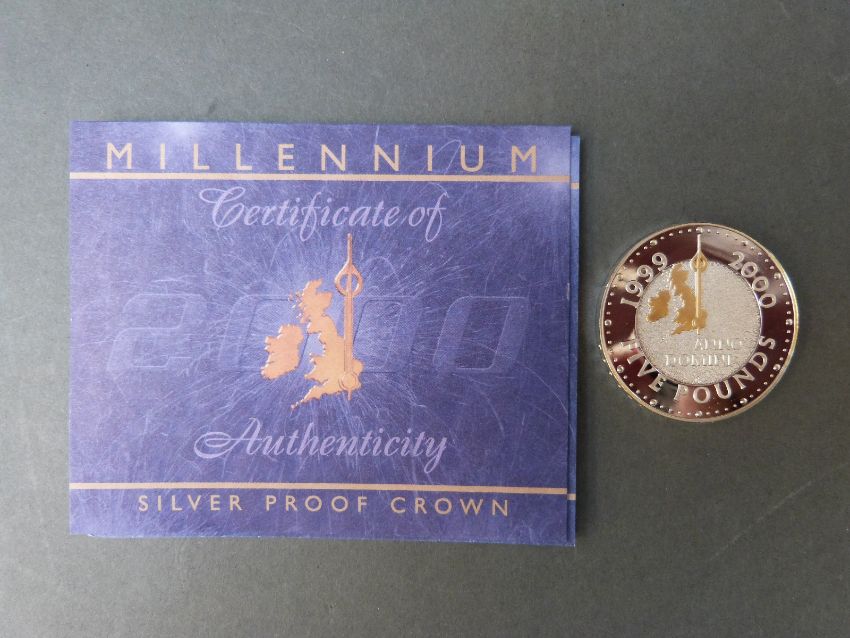 MILLENNIUM
Certificate of
2000
Authenticity
SILVER PROOF CROWN
1999 2000
ANNO
DOMINI
FIVE POUNDS